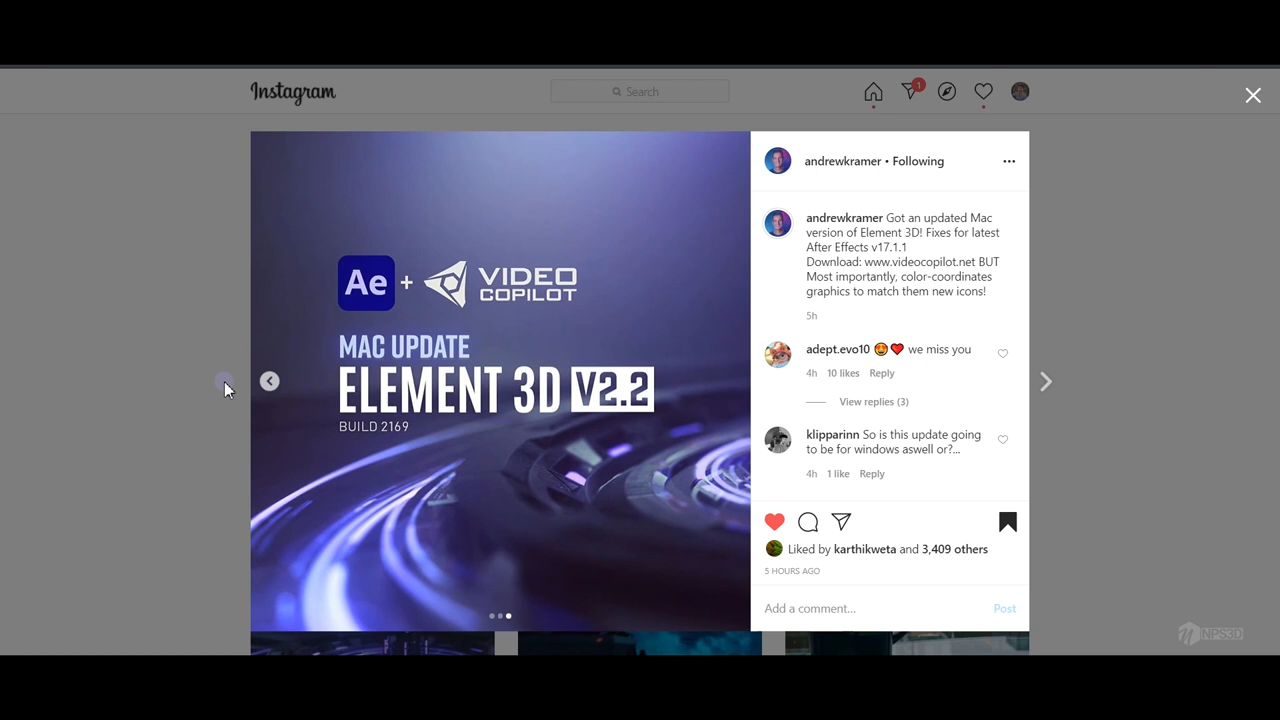 Instagram
Search
1
andrewkramer • Following
Ae + VIDEO
COPILOT
MAC UPDATE
ELEMENT 3D V2.2
BUILD 2169
andrewkramer Got an updated Mac
version of Element 3D! Fixes for latest
After Effects v17.1.1
Download: www.videocopilot.net BUT
Most importantly, color-coordinates
graphics to match them new icons!
5h
adept.evo10 😍❤️ we miss you
4h 10 likes Reply
View replies (3)
klipparinn So is this update going
to be for windows aswell or?...
4h 1 like Reply
Liked by karthikweta and 3,409 others
5 HOURS AGO
Add a comment... Post
NPS3D